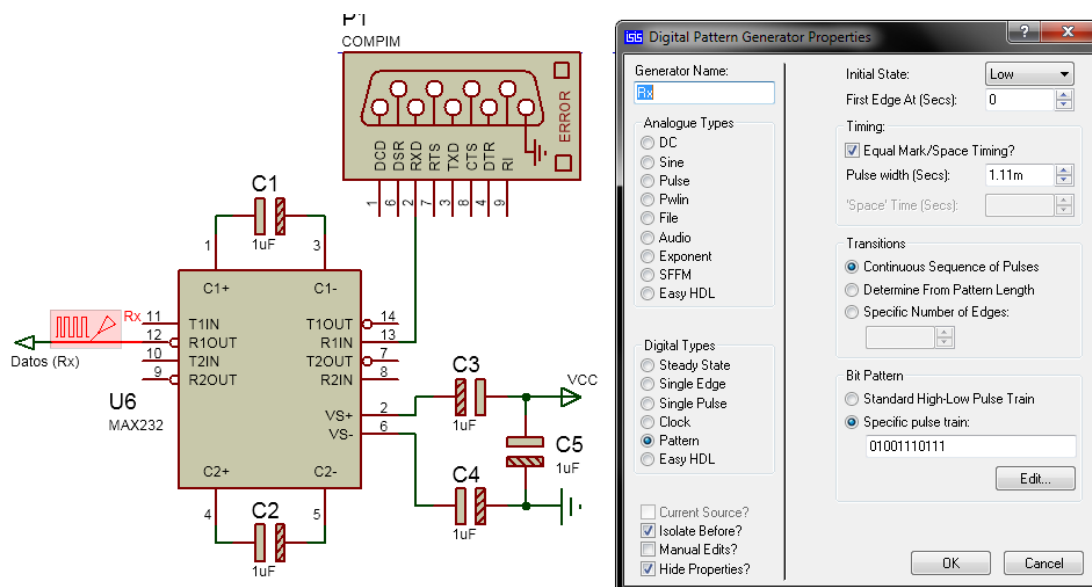 P1
COMPIM
ERROR
DCD
DSR
RXD
RTS
TXD
CTS
DTR
RI
1
6
2
7
3
8
4
9
C1
1uF
1
3
C1+
C1-
Rx
11
T1IN
T1OUT
14
12
R1OUT
R1IN
13
10
T2IN
T2OUT
7
9
R2OUT
R2IN
8
Datos (Rx)
U6
MAX232
VS+
2
VS-
6
C2+
C2-
4
5
C2
1uF
C3
1uF
VCC
C5
1uF
C4
1uF
ISIS Digital Pattern Generator Properties
?
X
Generator Name:
Rx
Analogue Types
DC
Sine
Pulse
Pwlin
File
Audio
Exponent
SFFM
Easy HDL
Digital Types
Steady State
Single Edge
Single Pulse
Clock
Pattern
Easy HDL
Current Source?
Isolate Before?
Manual Edits?
Hide Properties?
Initial State:
Low
First Edge At (Secs):
0
Timing:
Equal Mark/Space Timing?
Pulse width (Secs):
1.11m
'Space' Time (Secs):
Transitions
Continuous Sequence of Pulses
Determine From Pattern Length
Specific Number of Edges:
Bit Pattern
Standard High-Low Pulse Train
Specific pulse train:
01001110111
Edit...
OK
Cancel